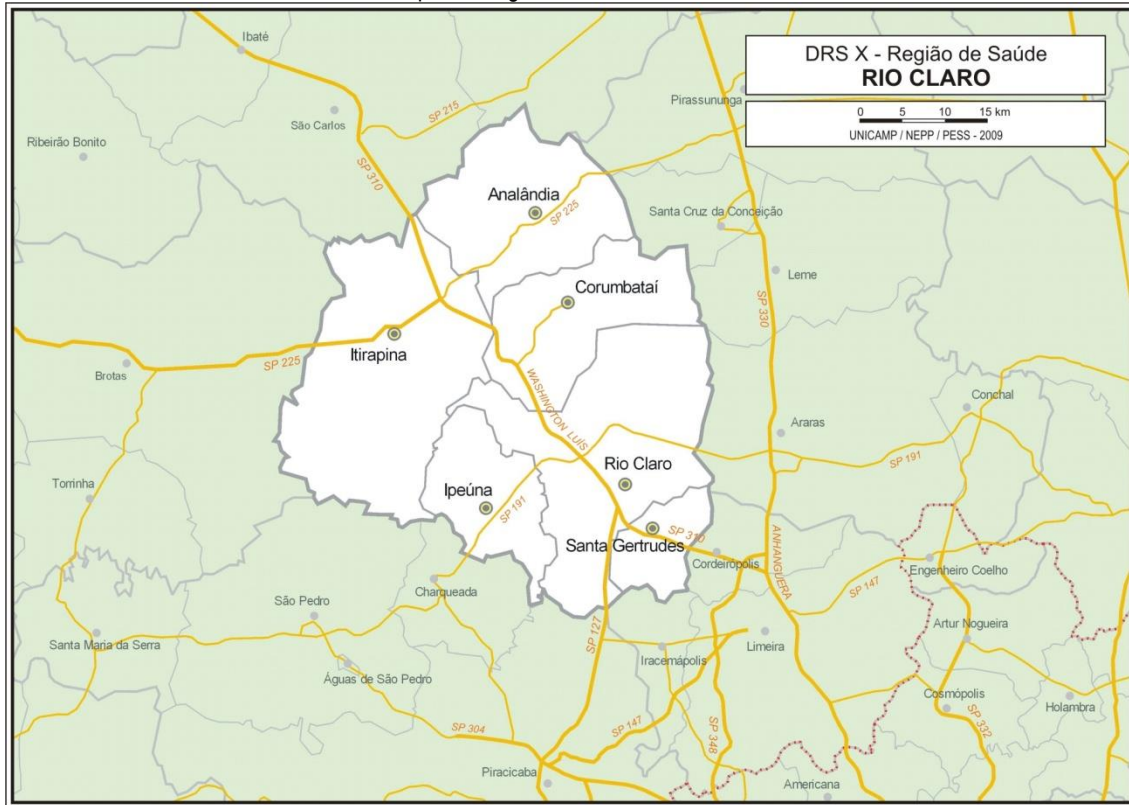 DRS X - Região de Saúde
RIO CLARO
0 5 10 15 km
UNICAMP / NEPP / PESS - 2009
Ibaté
São Carlos
SP 215
Pirassununga
Ribeirão Bonito
SP 310
Analândia
SP 225
Santa Cruz da Conceição
Leme
Corumbataí
SP 330
Itirapina
SP 225
Brotas
WASHINGTON LUÍS
Conchal
Araras
SP 191
Rio Claro
Torrinha
Ipeúna
SP 191
Santa Gertrudes
SP 310
Cordeirópolis
ANHANGUERA
Engenheiro Coelho
SP 147
Charqueada
São Pedro
Santa Maria da Serra
SP 127
Artur Nogueira
Limeira
Iracemápolis
Águas de São Pedro
Cosmópolis
Holambra
SP 304
SP 147
SP 348
SP 332
Piracicaba
Americana